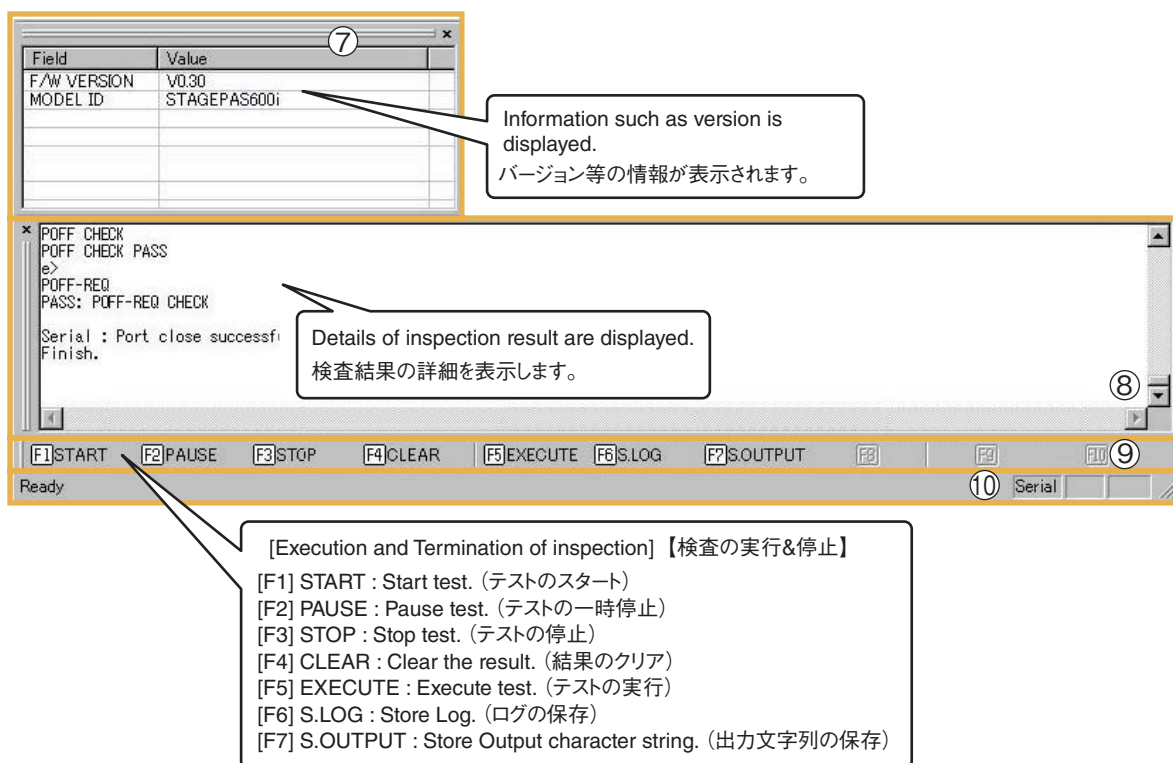 ⑦
Field Value
F/W VERSION V0.30
MODEL ID STAGEPAS600i
Information such as version is
displayed.
バージョン等の情報が表示されます。
POFF CHECK
POFF CHECK PASS
e>
POFF-REQ
PASS: POFF-REQ CHECK
Serial : Port close successf
Finish.
Details of inspection result are displayed.
検査結果の詳細を表示します。
⑧
F1 START F2 PAUSE F3 STOP F4 CLEAR F5 EXECUTE F6 S.LOG F7 S.OUTPUT F8 F9 F10 ⑨
Ready ⑩ Serial
[Execution and Termination of inspection]【検査の実行&停止】
[F1] START : Start test.（テストのスタート）
[F2] PAUSE : Pause test.（テストの一時停止）
[F3] STOP : Stop test.（テストの停止）
[F4] CLEAR : Clear the result.（結果のクリア）
[F5] EXECUTE : Execute test.（テストの実行）
[F6] S.LOG : Store Log.（ログの保存）
[F7] S.OUTPUT : Store Output character string.（出力文字列の保存）